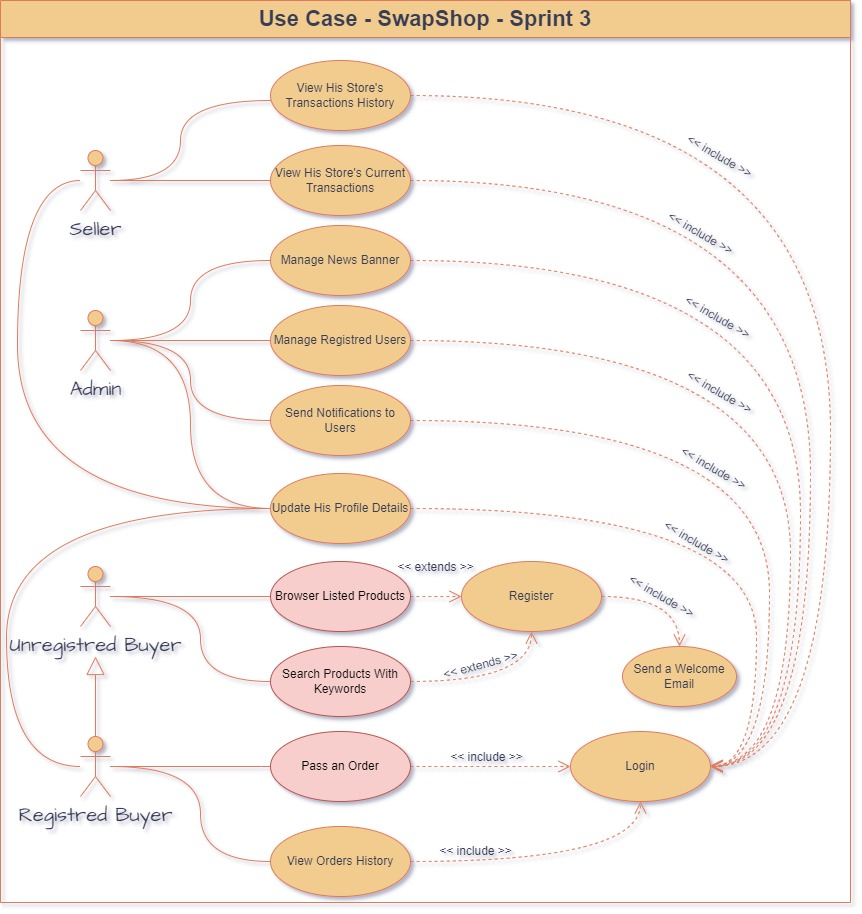 Use Case - SwapShop - Sprint 3
View His Store's
Transactions History
<< include >>
View His Store's Current
Transactions
Seller
<< include >>
Manage News Banner
<< include >>
Manage Registred Users
Admin
<< include >>
Send Notifications to
Users
<< include >>
Update His Profile Details
<< include >>
<< extends >>
Browser Listed Products
Register
<< include >>
Unregistred Buyer
Search Products With
Keywords
<< extends >>
Send a Welcome
Email
Pass an Order
<< include >>
Login
Registred Buyer
View Orders History
<< include >>